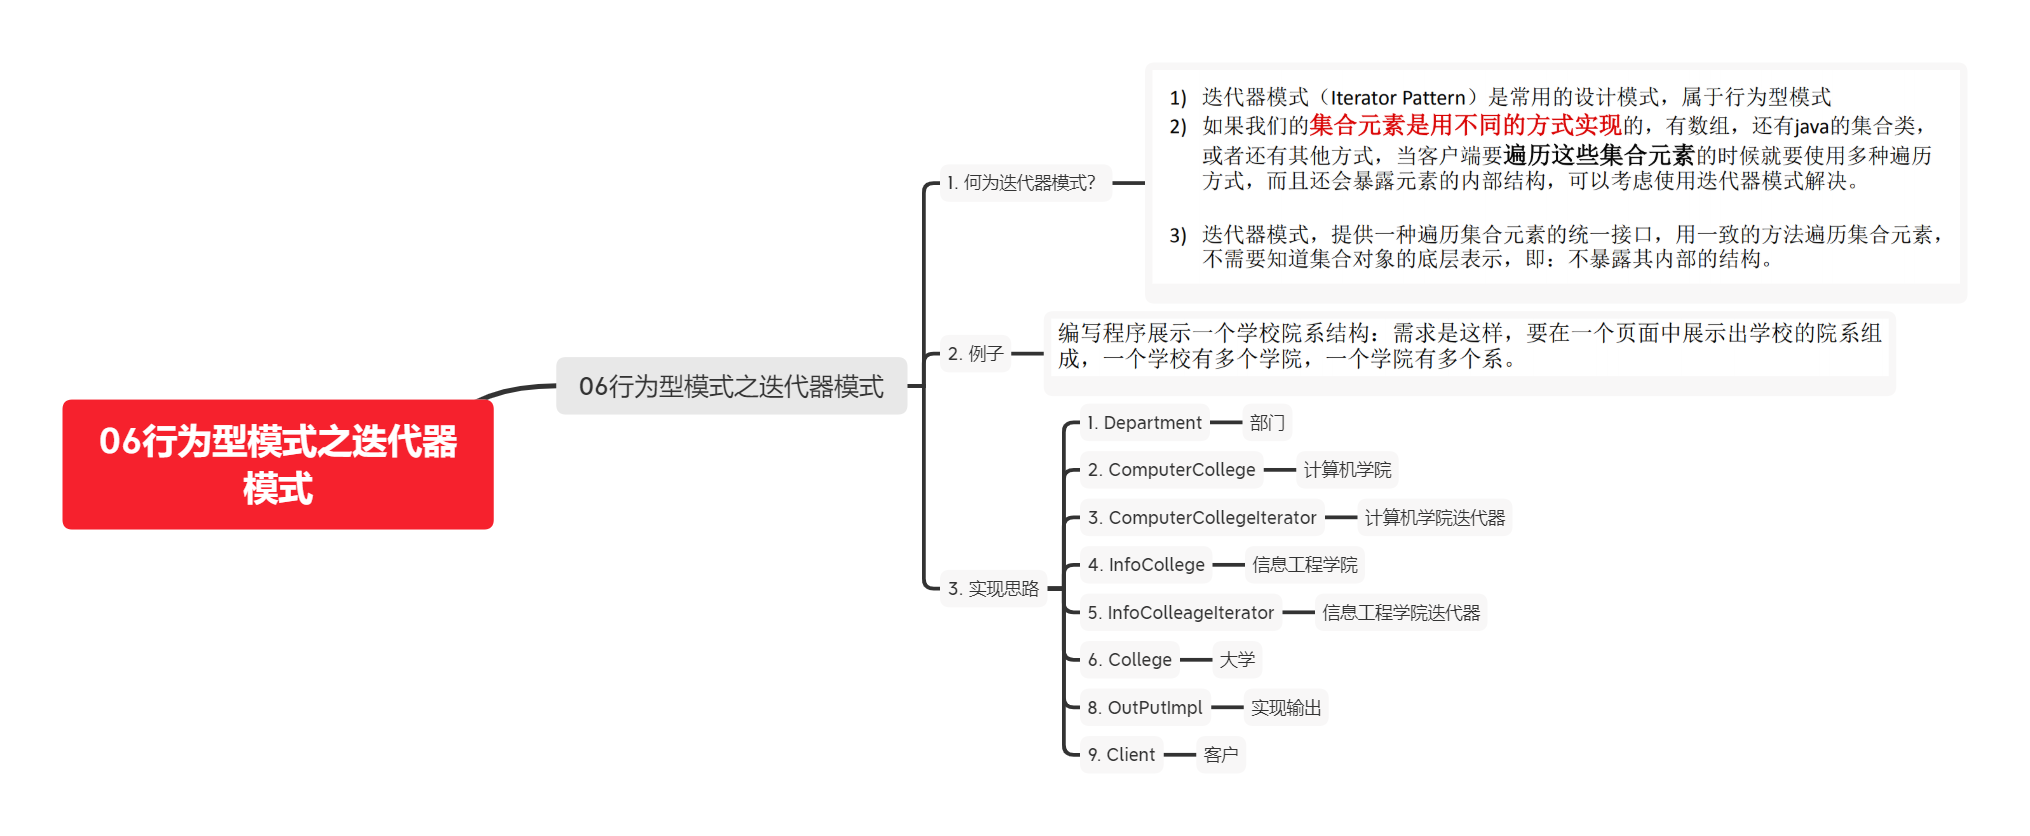 06行为型模式之迭代器
模式
06行为型模式之迭代器模式
1. 何为迭代器模式？
1) 迭代器模式（Iterator Pattern）是常用的设计模式，属于行为型模式
2) 如果我们的集合元素是用不同的方式实现的，有数组，还有java的集合类，
或者还有其他方式，当客户端要遍历这些集合元素的时候就要使用多种遍历
方式，而且还会暴露元素的内部结构，可以考虑使用迭代器模式解决。
3) 迭代器模式，提供一种遍历集合元素的统一接口，用一致的方法遍历集合元素，
不需要知道集合对象的底层表示，即：不暴露其内部的结构。
2. 例子
编写程序展示一个学校院系结构：需求是这样，要在一个页面中展示出学校的院系组
成，一个学校有多个学院，一个学院有多个系。
3. 实现思路
1. Department
部门
2. ComputerCollege
计算机学院
3. ComputerCollegeIterator
计算机学院迭代器
4. InfoCollege
信息工程学院
5. InfoColleageIterator
信息工程学院迭代器
6. College
大学
8. OutPutImpl
实现输出
9. Client
客户